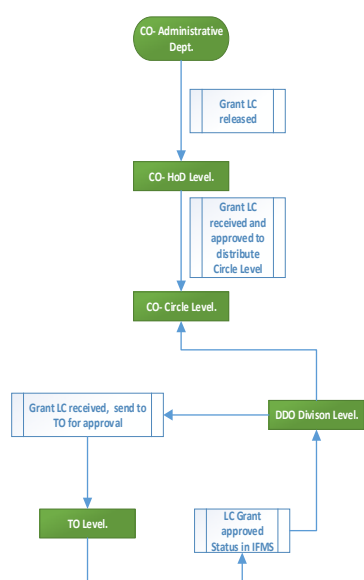 CO- Administrative
Dept.
Grant LC
released
CO- HoD Level.
Grant LC
received and
approved to
distribute
Circle Level
CO- Circle Level.
Grant LC received, send to
TO for approval
DDO Divison Level.
TO Level.
LC Grant
approved
Status in IFMS